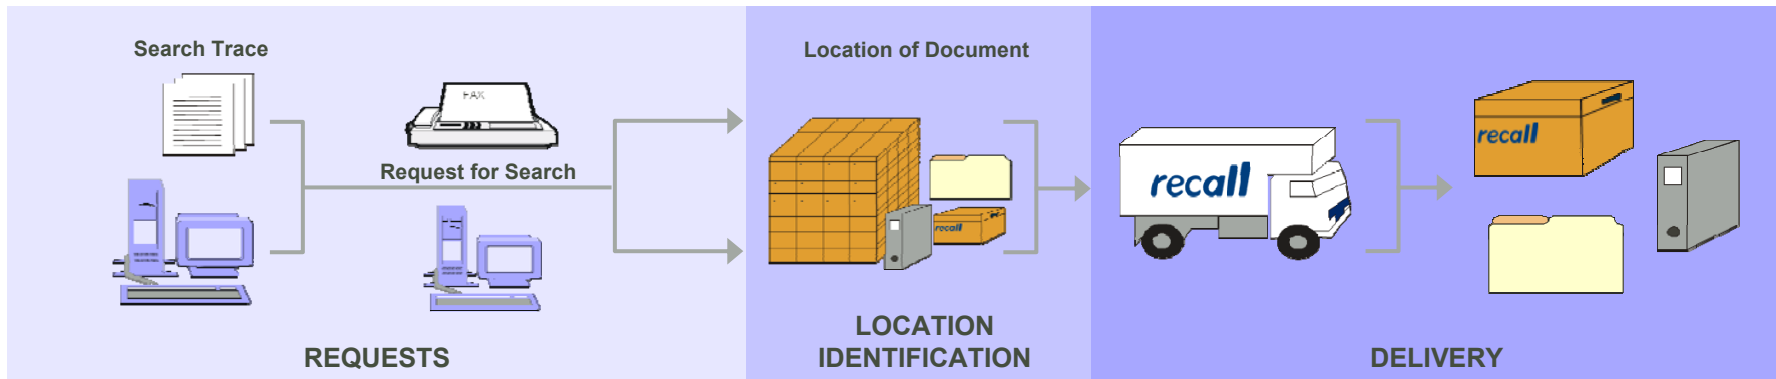 Search Trace
FAX
Request for Search
REQUESTS
Location of Document
recall
LOCATION
IDENTIFICATION
recall
recall
DELIVERY